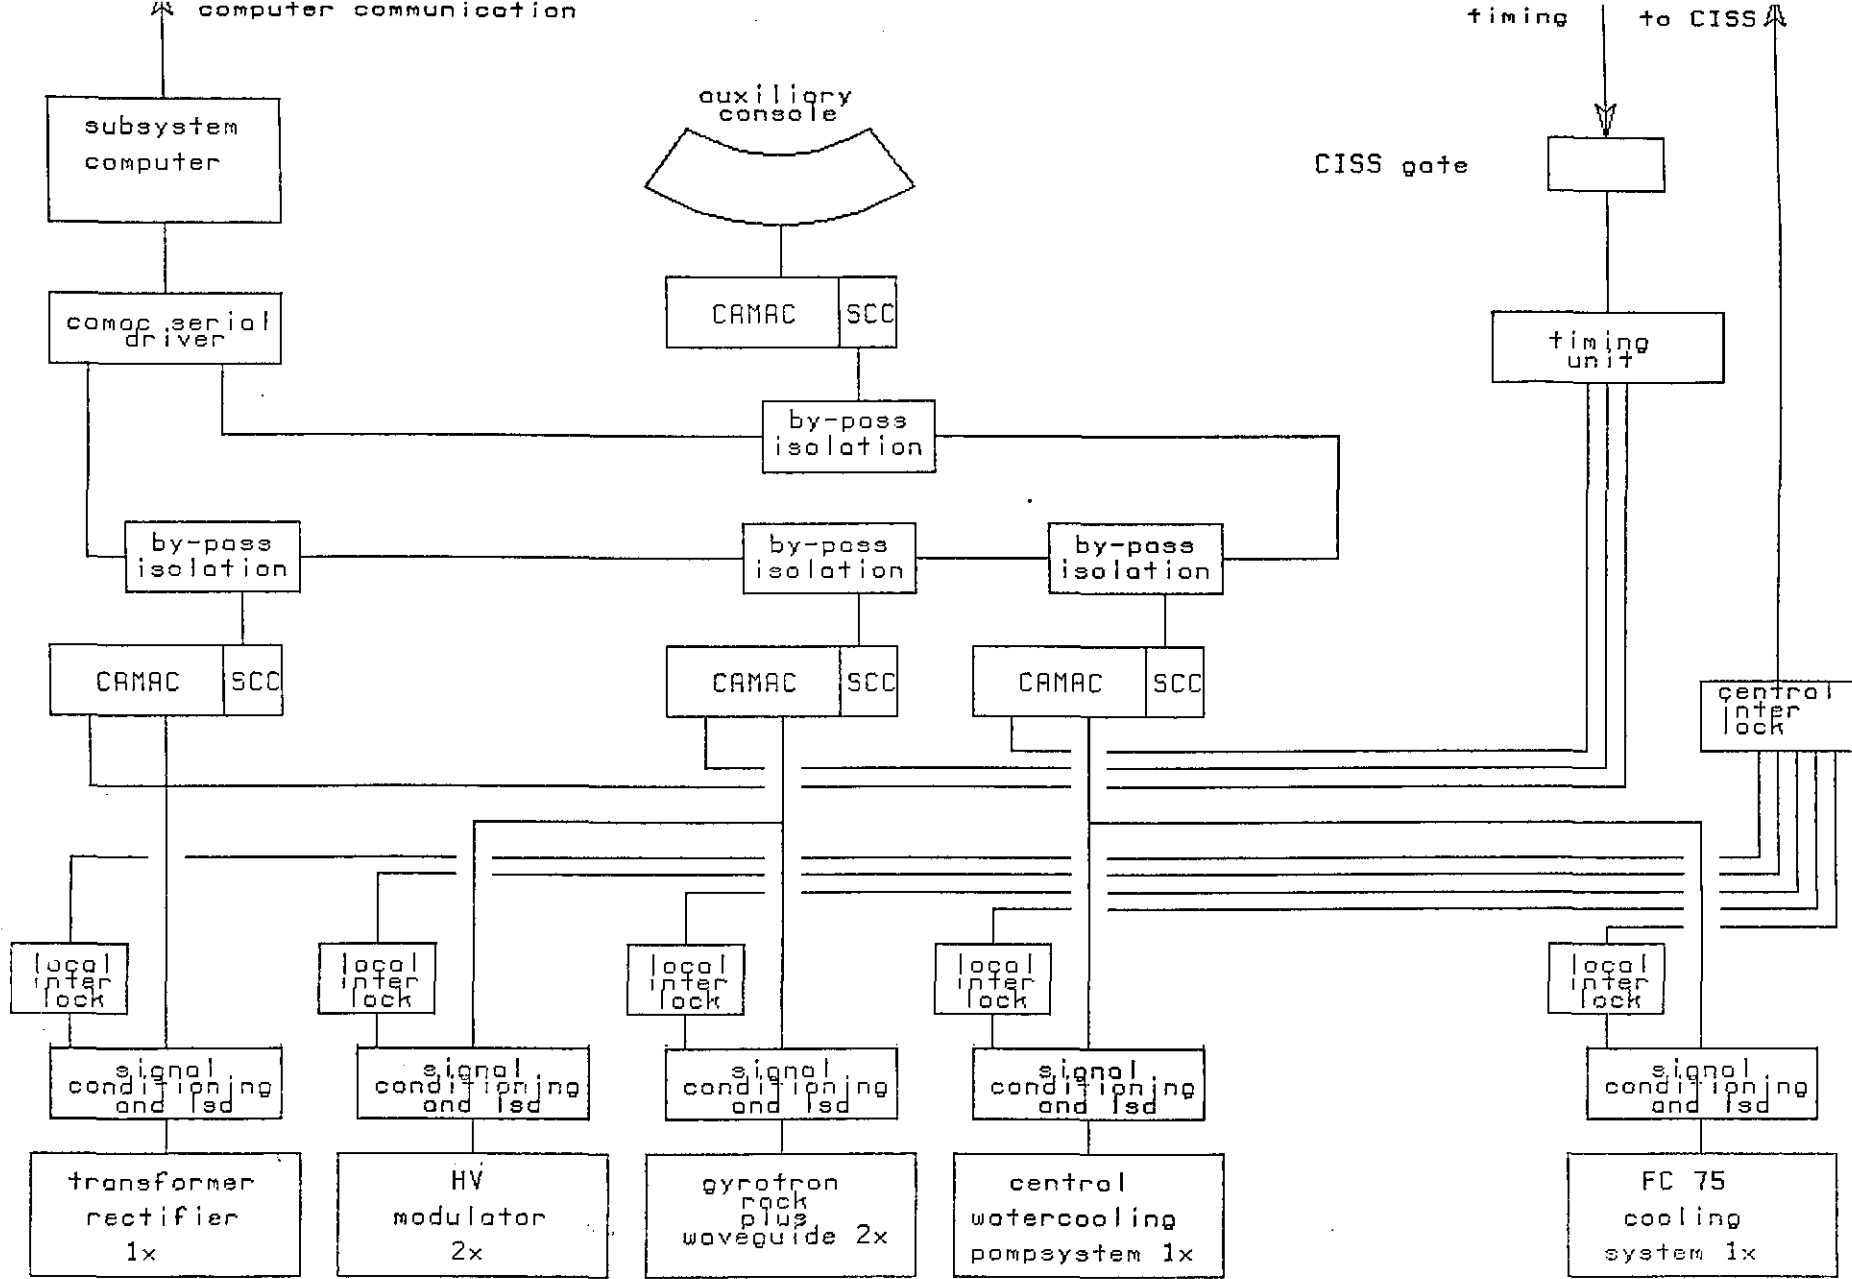 computer communication
timing
to CISS
subsystem
computer
auxiliary
console
CISS gate
CAMAC
SCC
camac serial
driver
timing
unit
by-pass
isolation
by-pass
isolation
by-pass
isolation
by-pass
isolation
CAMAC
SCC
CAMAC
SCC
CAMAC
SCC
central
inter
lock
local
inter
lock
local
inter
lock
local
inter
lock
local
inter
lock
local
inter
lock
signal
conditioning
and lsd
signal
conditioning
and lsd
signal
conditioning
and lsd
signal
conditioning
and lsd
signal
conditioning
and lsd
transformer
rectifier
1x
HV
modulator
2x
gyrotron
rack
plus
waveguide 2x
central
watercooling
pompsystem 1x
FC 75
cooling
system 1x